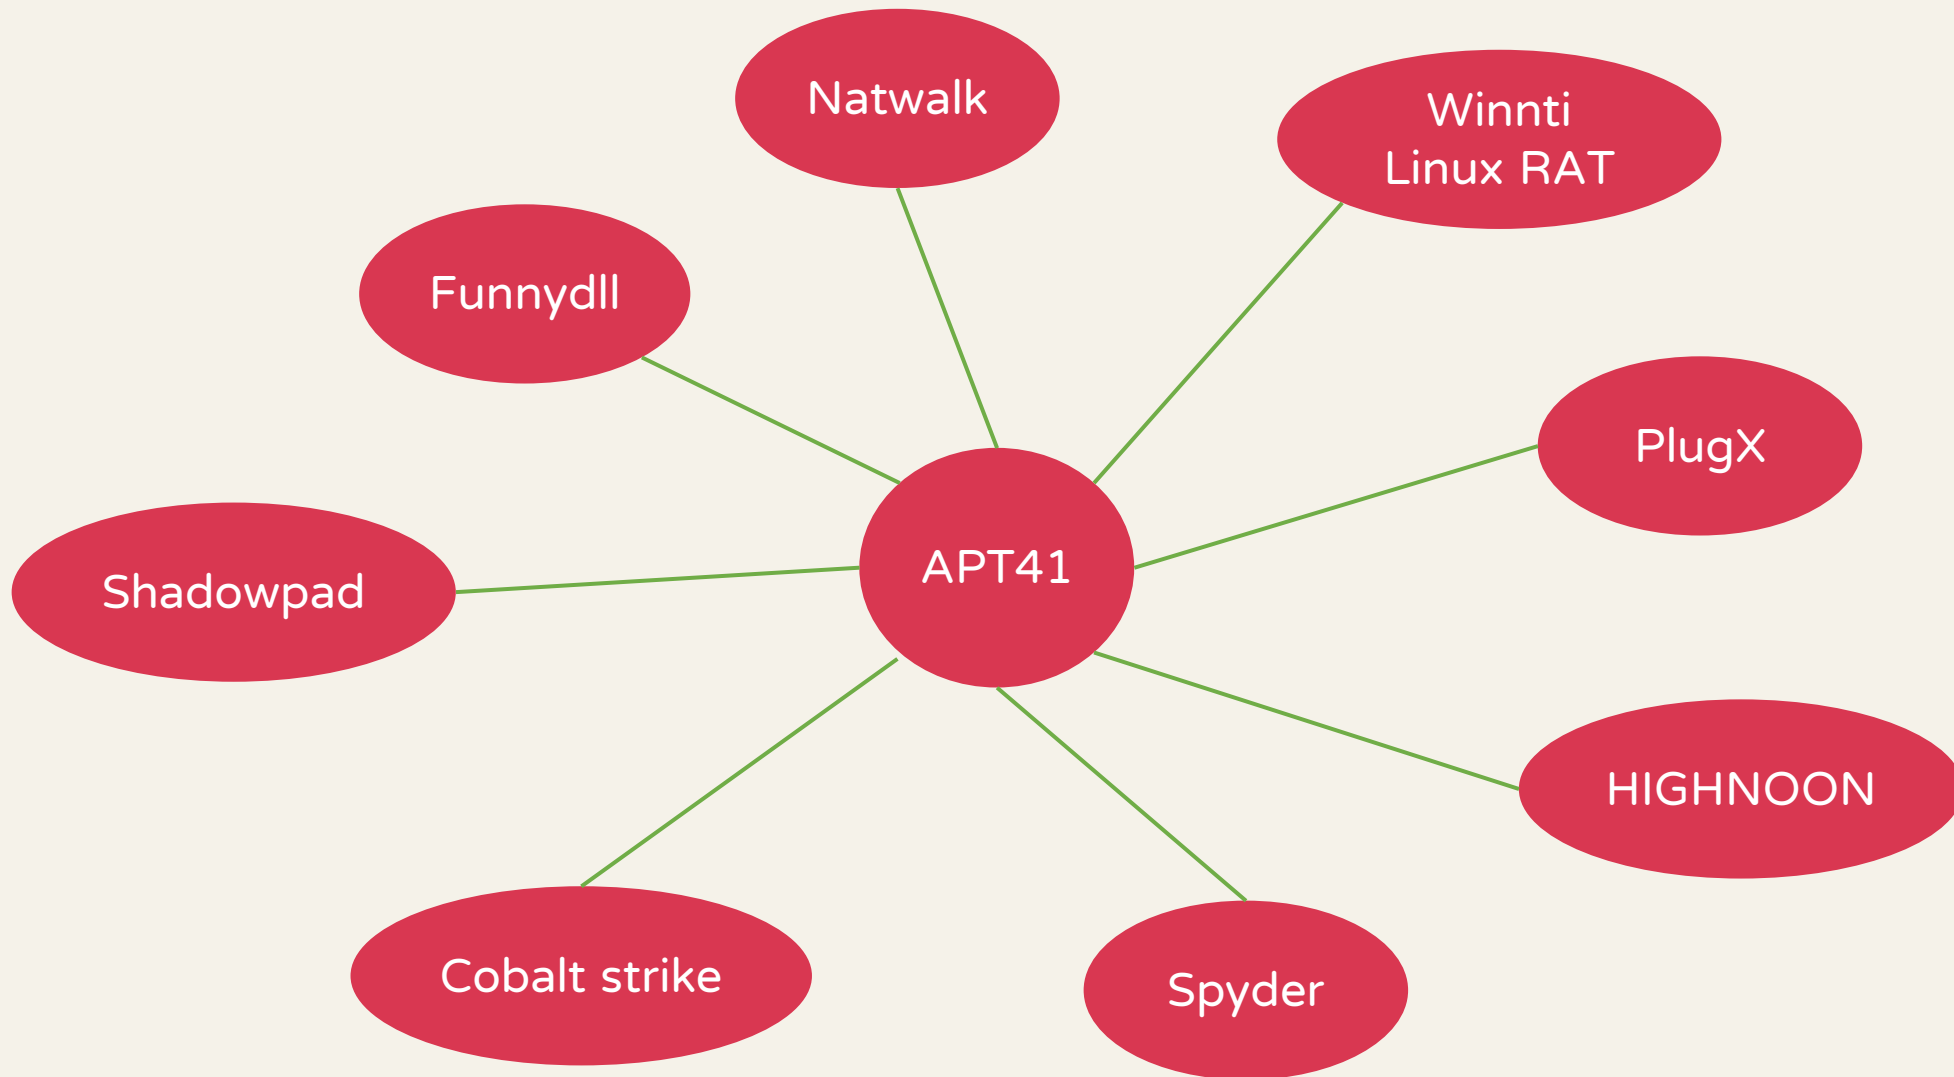 Natwalk
Winnti
Linux RAT
Funnydll
PlugX
APT41
Shadowpad
HIGHNOON
Cobalt strike
Spyder